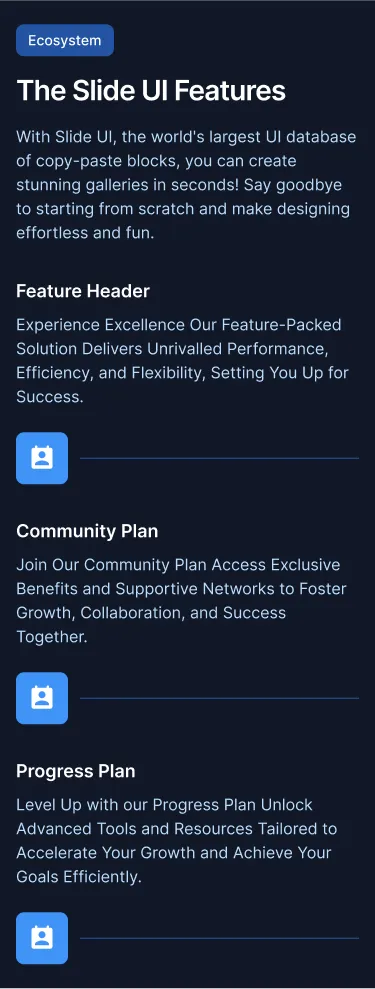 Ecosystem
The Slide UI Features
With Slide UI, the world's largest UI database
of copy-paste blocks, you can create
stunning galleries in seconds! Say goodbye
to starting from scratch and make designing
effortless and fun.
Feature Header
Experience Excellence Our Feature-Packed
Solution Delivers Unrivalled Performance,
Efficiency, and Flexibility, Setting You Up for
Success.
Community Plan
Join Our Community Plan Access Exclusive
Benefits and Supportive Networks to Foster
Growth, Collaboration, and Success
Together.
Progress Plan
Level Up with our Progress Plan Unlock
Advanced Tools and Resources Tailored to
Accelerate Your Growth and Achieve Your
Goals Efficiently.